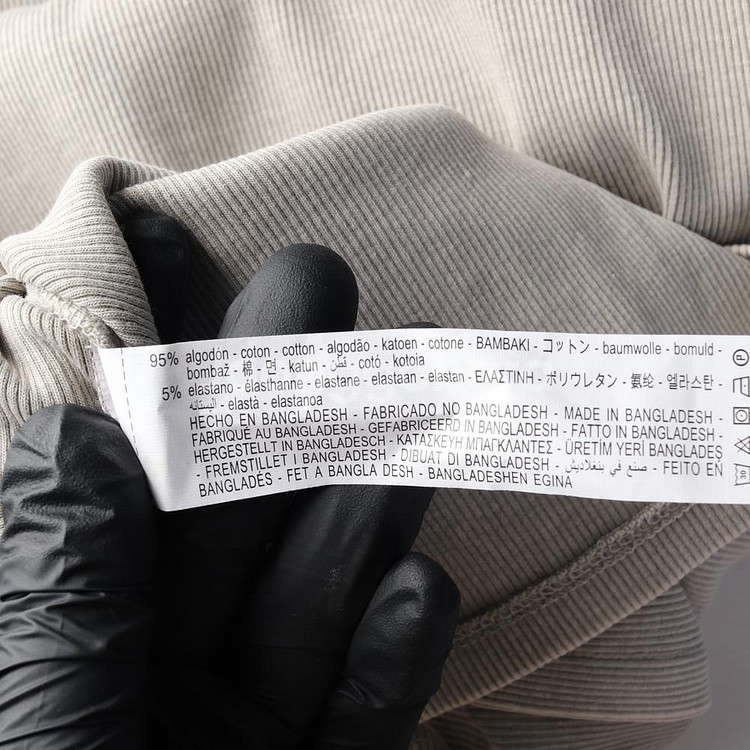 95% algodón - coton - cotton - algodão - katoen - cotone - BAMBAKI - コットン - baumwolle - bomuld -
bombaž - 棉 - 면 - katun - قطن - cotó - kotoia
5% elastano - élasthanne - elastane - elastaan - elastan - ΕΛΑΣΤΙΝΗ - ポリウレタン - 氨纶 - 엘라스탄 -
- elastà - elastanoa
HECHO EN BANGLADESH - FABRICADO NO BANGLADESH - MADE IN BANGLADESH -
FABRIQUÉ AU BANGLADESH - GEFABRICEERD IN BANGLADESH - FATTO IN BANGLADESH -
HERGESTELLT IN BANGLADESCH - ΚΑΤΑΣΚΕΥΗ ΜΠΑΓΚΛΑΝΤΕΣ - ÜRETİM YERİ BANGLADES
- FREMSTILLET I BANGLADESH - DIBUAT DI BANGLADESH - صنع في بنغلاديش - FEITO EN
BANGLADÉS - FET A BANGLA DESH - BANGLADESHEN EGINA